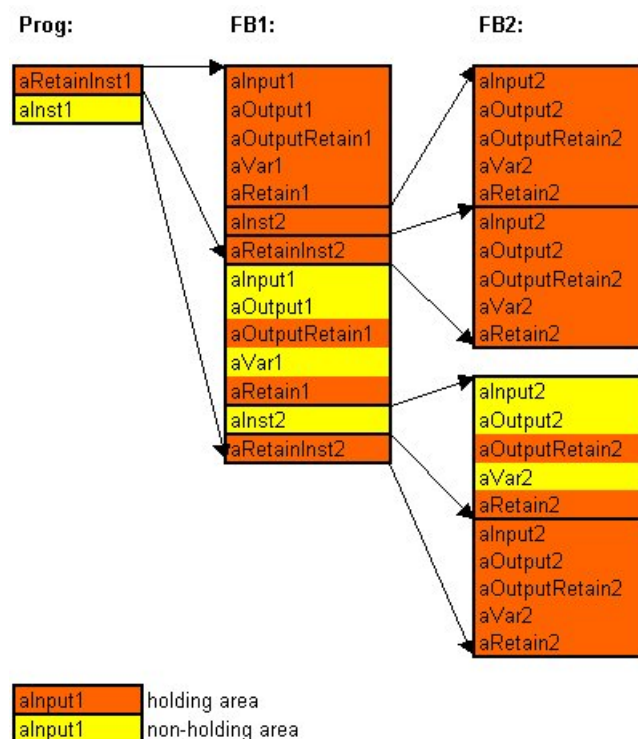 Prog:
FB1:
FB2:
aRetainInst1
aInst1
aInput1
aOutput1
aOutputRetain1
aVar1
aRetain1
aInst2
aRetainInst2
aInput1
aOutput1
aOutputRetain1
aVar1
aRetain1
aInst2
aRetainInst2
aInput2
aOutput2
aOutputRetain2
aVar2
aRetain2
aInput2
aOutput2
aOutputRetain2
aVar2
aRetain2
aInput2
aOutput2
aOutputRetain2
aVar2
aRetain2
aInput2
aOutput2
aOutputRetain2
aVar2
aRetain2
aInput1 holding area
aInput1 non-holding area